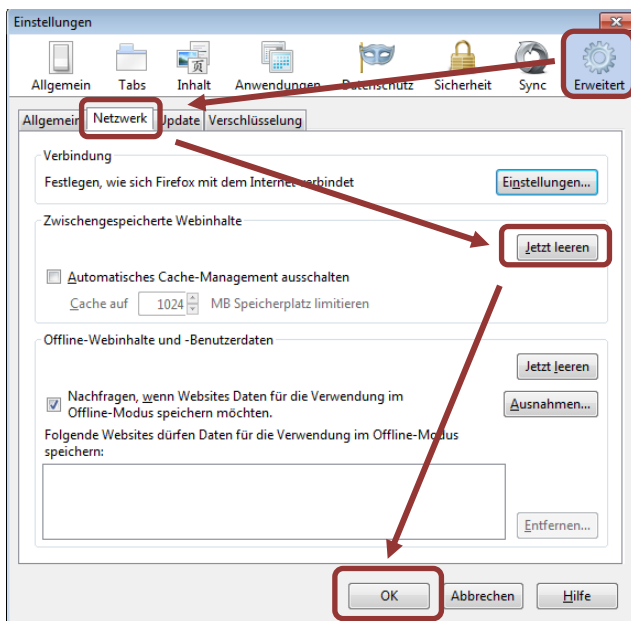 Einstellungen
Allgemein Tabs Inhalt Anwendungen Datenschutz Sicherheit Sync Erweitert
Allgemein Netzwerk Update Verschlüsselung
Verbindung
Festlegen, wie sich Firefox mit dem Internet verbindet Einstellungen...
Zwischengespeicherte Webinhalte
Jetzt leeren
Automatisches Cache-Management ausschalten
Cache auf 1024 MB Speicherplatz limitieren
Offline-Webinhalte und -Benutzerdaten
Jetzt leeren
Nachfragen, wenn Websites Daten für die Verwendung im
Offline-Modus speichern möchten.
Ausnahmen...
Folgende Websites dürfen Daten für die Verwendung im Offline-Modus
speichern:
Entfernen...
OK Abbrechen Hilfe